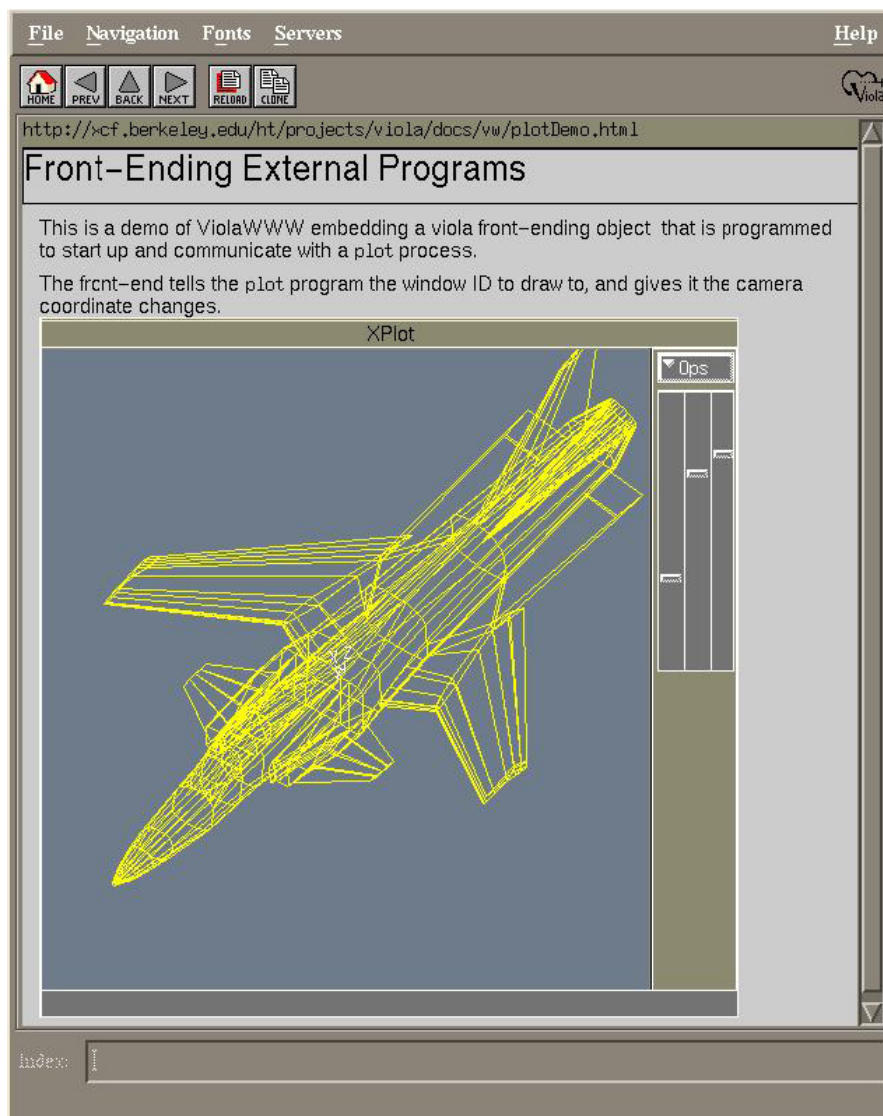 File Navigation Fonts Servers Help
HOME PREV BACK NEXT RELOAD CLONE Viola
http://xcf.berkeley.edu/ht/projects/viola/docs/vw/plotDemo.html
Front-Ending External Programs
This is a demo of ViolaWWW embedding a viola front-ending object that is programmed
to start up and communicate with a plot process.
The front-end tells the plot program the window ID to draw to, and gives it the camera
coordinate changes.
XPlot
Ops
Index: